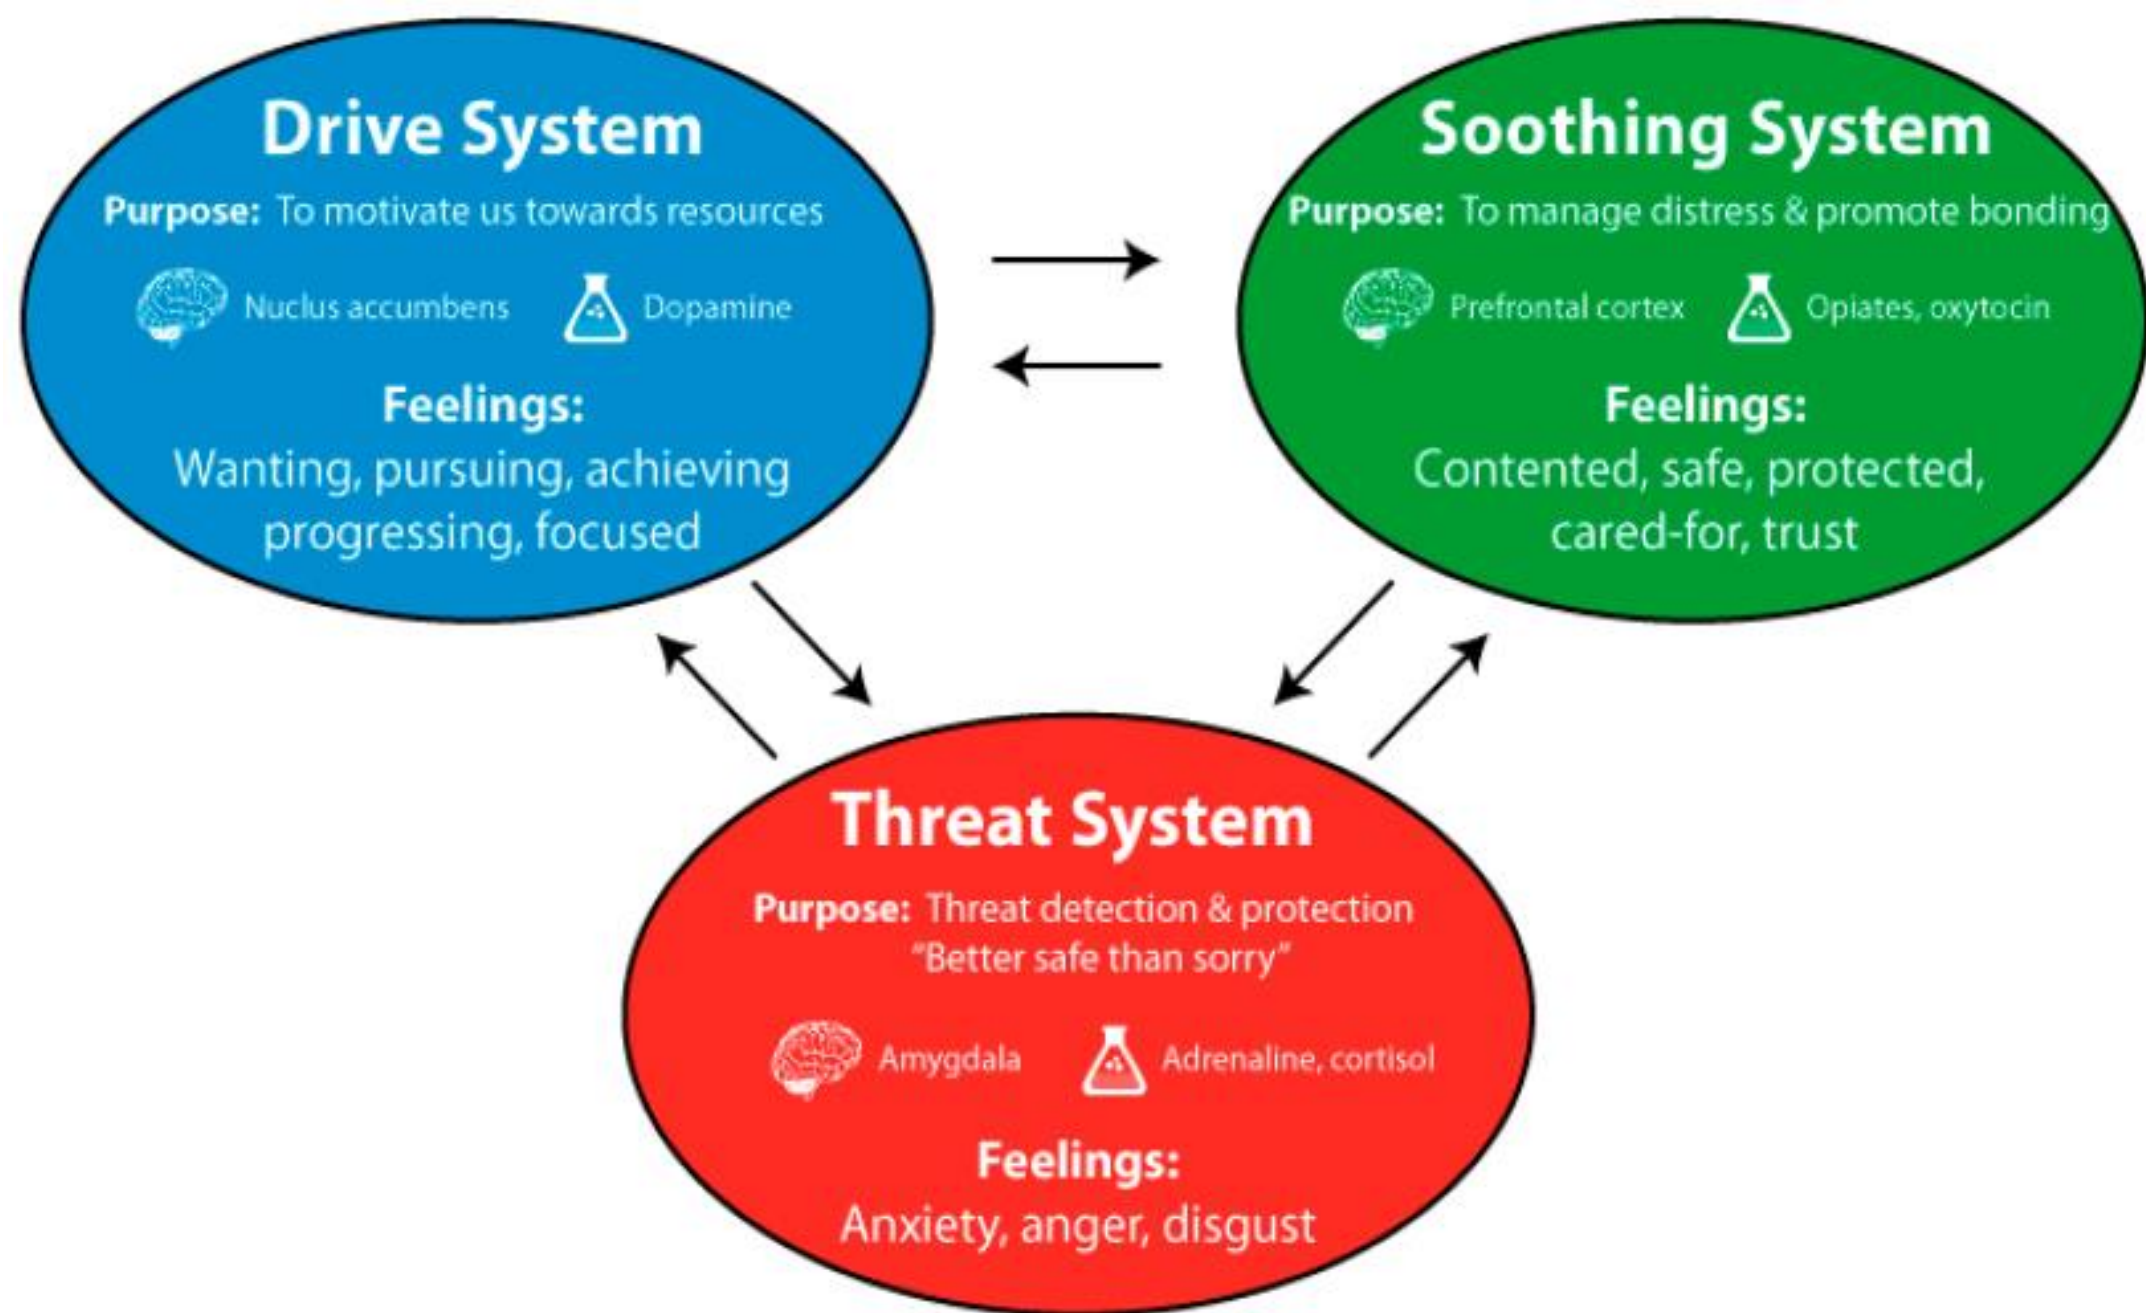 Drive System
Purpose: To motivate us towards resources
Nuclus accumbens
Dopamine
Feelings:
Wanting, pursuing, achieving
progressing, focused
Soothing System
Purpose: To manage distress & promote bonding
Prefrontal cortex
Opiates, oxytocin
Feelings:
Contented, safe, protected,
cared-for, trust
Threat System
Purpose: Threat detection & protection
"Better safe than sorry"
Amygdala
Adrenaline, cortisol
Feelings:
Anxiety, anger, disgust